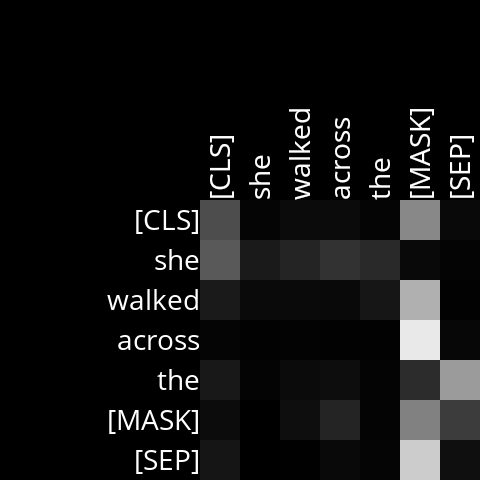 [CLS]
she
walked
across
the
[MASK]
[SEP]
[CLS]
she
walked
across
the
[MASK]
[SEP]